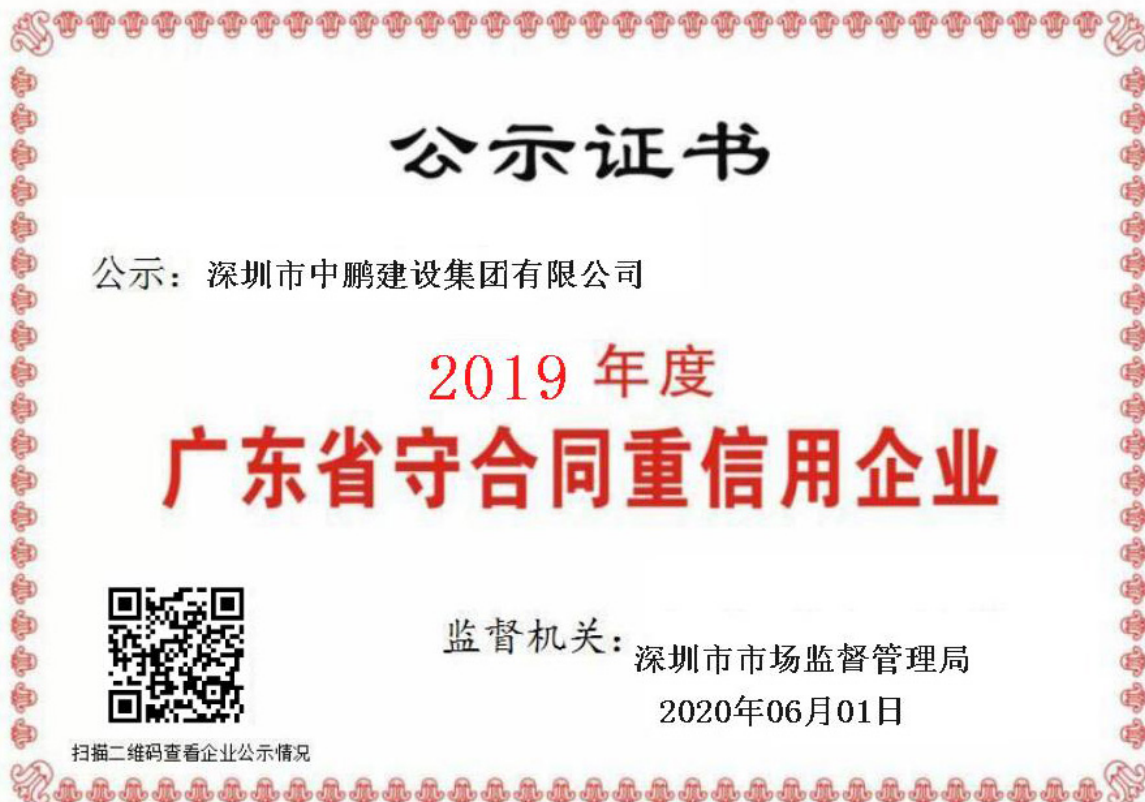 公示证书
公示：深圳市中鹏建设集团有限公司
2019 年度
广东省守合同重信用企业
监督机关：深圳市市场监督管理局
2020年06月01日
扫描二维码查看企业公示情况